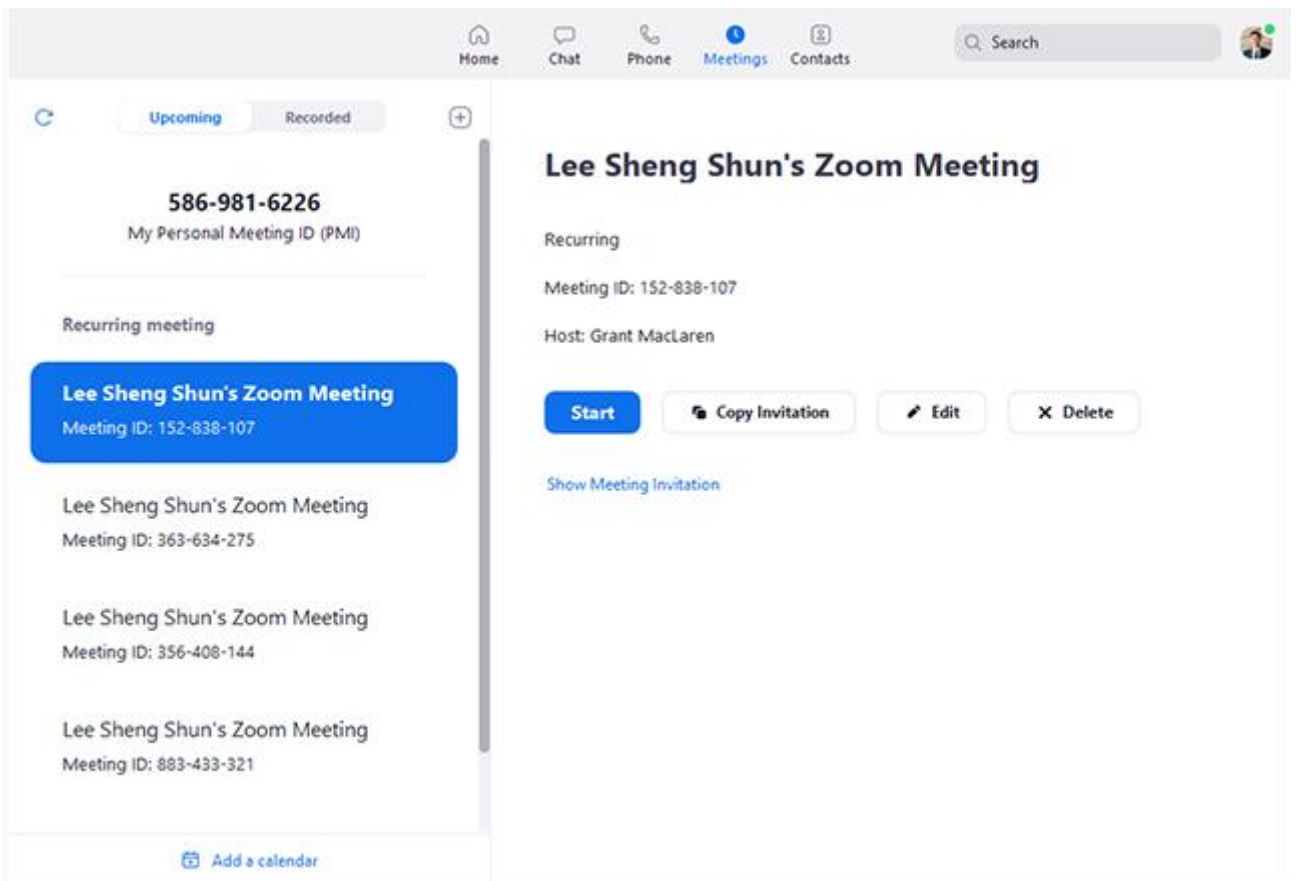 Home
Chat
Phone
Meetings
Contacts
Search
Upcoming
Recorded
586-981-6226
My Personal Meeting ID (PMI)
Recurring meeting
Lee Sheng Shun's Zoom Meeting
Meeting ID: 152-838-107
Lee Sheng Shun's Zoom Meeting
Meeting ID: 363-634-275
Lee Sheng Shun's Zoom Meeting
Meeting ID: 356-408-144
Lee Sheng Shun's Zoom Meeting
Meeting ID: 883-433-321
Add a calendar
Lee Sheng Shun's Zoom Meeting
Recurring
Meeting ID: 152-838-107
Host: Grant MacLaren
Start
Copy Invitation
Edit
Delete
Show Meeting Invitation